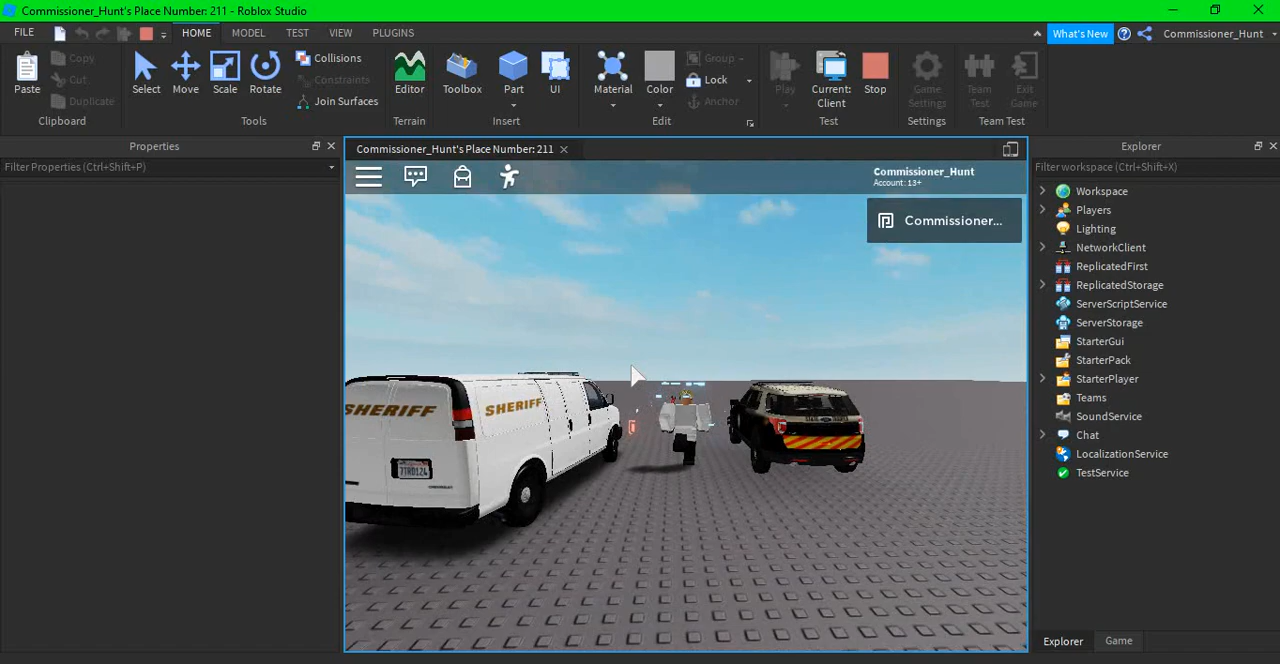 Commissioner_Hunt's Place Number: 211 - Roblox Studio
FILE HOME MODEL TEST VIEW PLUGINS What's New Commissioner_Hunt
Paste Copy Cut Duplicate
Select Move Scale Rotate
Collisions
Constraints
Join Surfaces
Editor Toolbox Part UI
Material Color Group Lock Anchor
Play Current: Client Stop
Game Settings
Team Test
Exit Game
Clipboard Tools Terrain Insert Edit Test Settings Team Test
Properties
Filter Properties (Ctrl+Shift+P)
Commissioner_Hunt's Place Number: 211
Commissioner_Hunt
Account: 13+
Commissioner...
SHERIFF
SHERIFF
CHEVROLET
Explorer
Filter workspace (Ctrl+Shift+X)
Workspace
Players
Lighting
NetworkClient
ReplicatedFirst
ReplicatedStorage
ServerScriptService
ServerStorage
StarterGui
StarterPack
StarterPlayer
Teams
SoundService
Chat
LocalizationService
TestService
Explorer Game